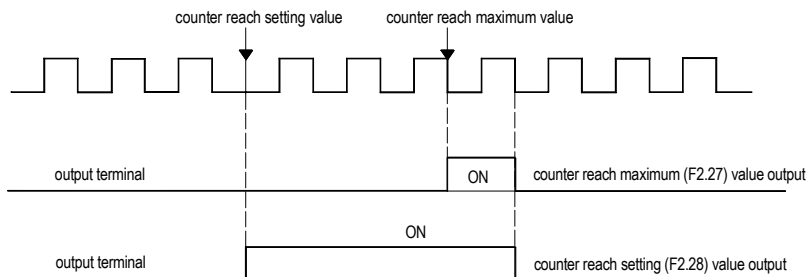 counter reach setting value counter reach maximum value
output terminal ON counter reach maximum (F2.27) value output
ON
output terminal counter reach setting (F2.28) value output